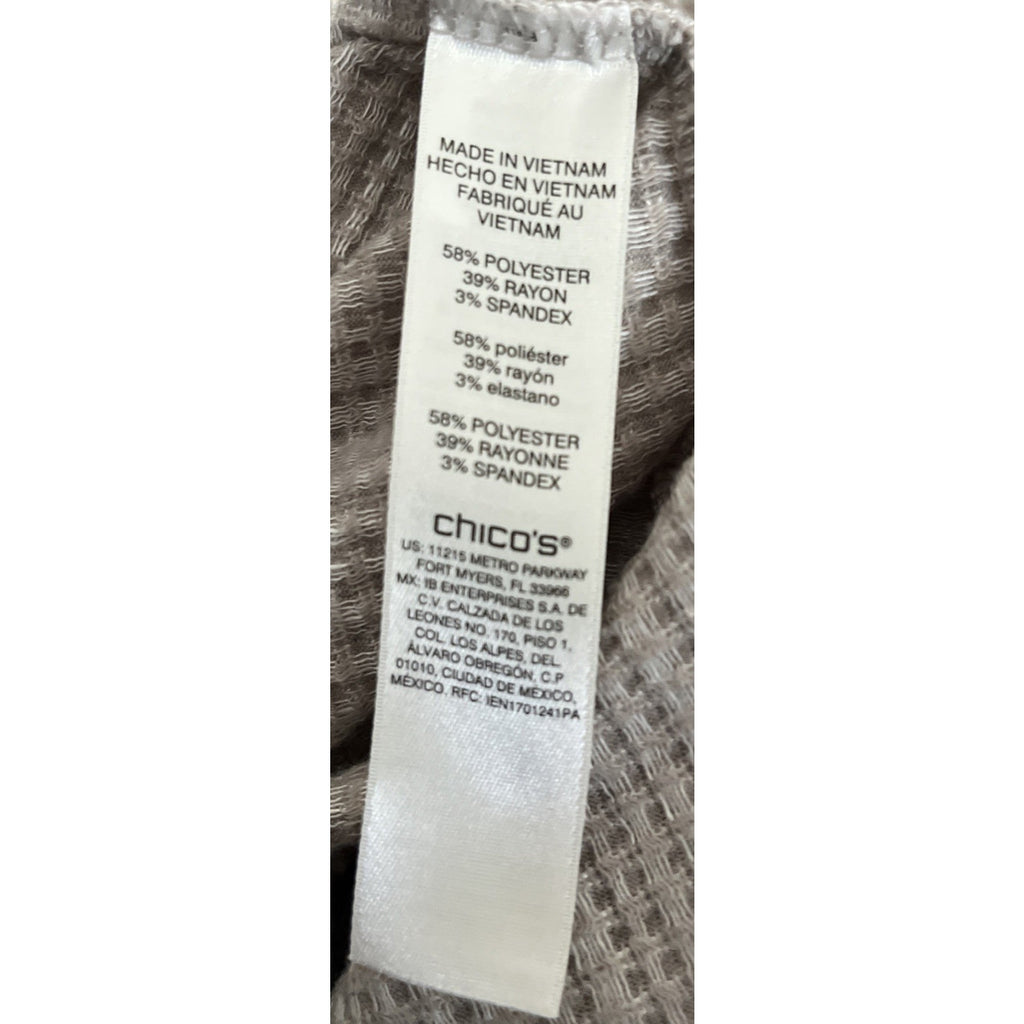 MADE IN VIETNAM
HECHO EN VIETNAM
FABRIQUÉ AU
VIETNAM
58% POLYESTER
39% RAYON
3% SPANDEX
58% poliéster
39% rayón
3% elastano
58% POLYESTER
39% RAYONNE
3% SPANDEX
chico's®
US: 11215 METRO PARKWAY
FORT MYERS, FL 33966
MX: IB ENTERPRISES S.A. DE
C.V. CALZADA DE LOS
LEONES NO. 170, PISO 1,
COL. LOS ALPES, DEL.
ÁLVARO OBREGÓN, C.P
01010, CIUDAD DE MÉXICO,
MÉXICO, RFC: IEN1701241PA